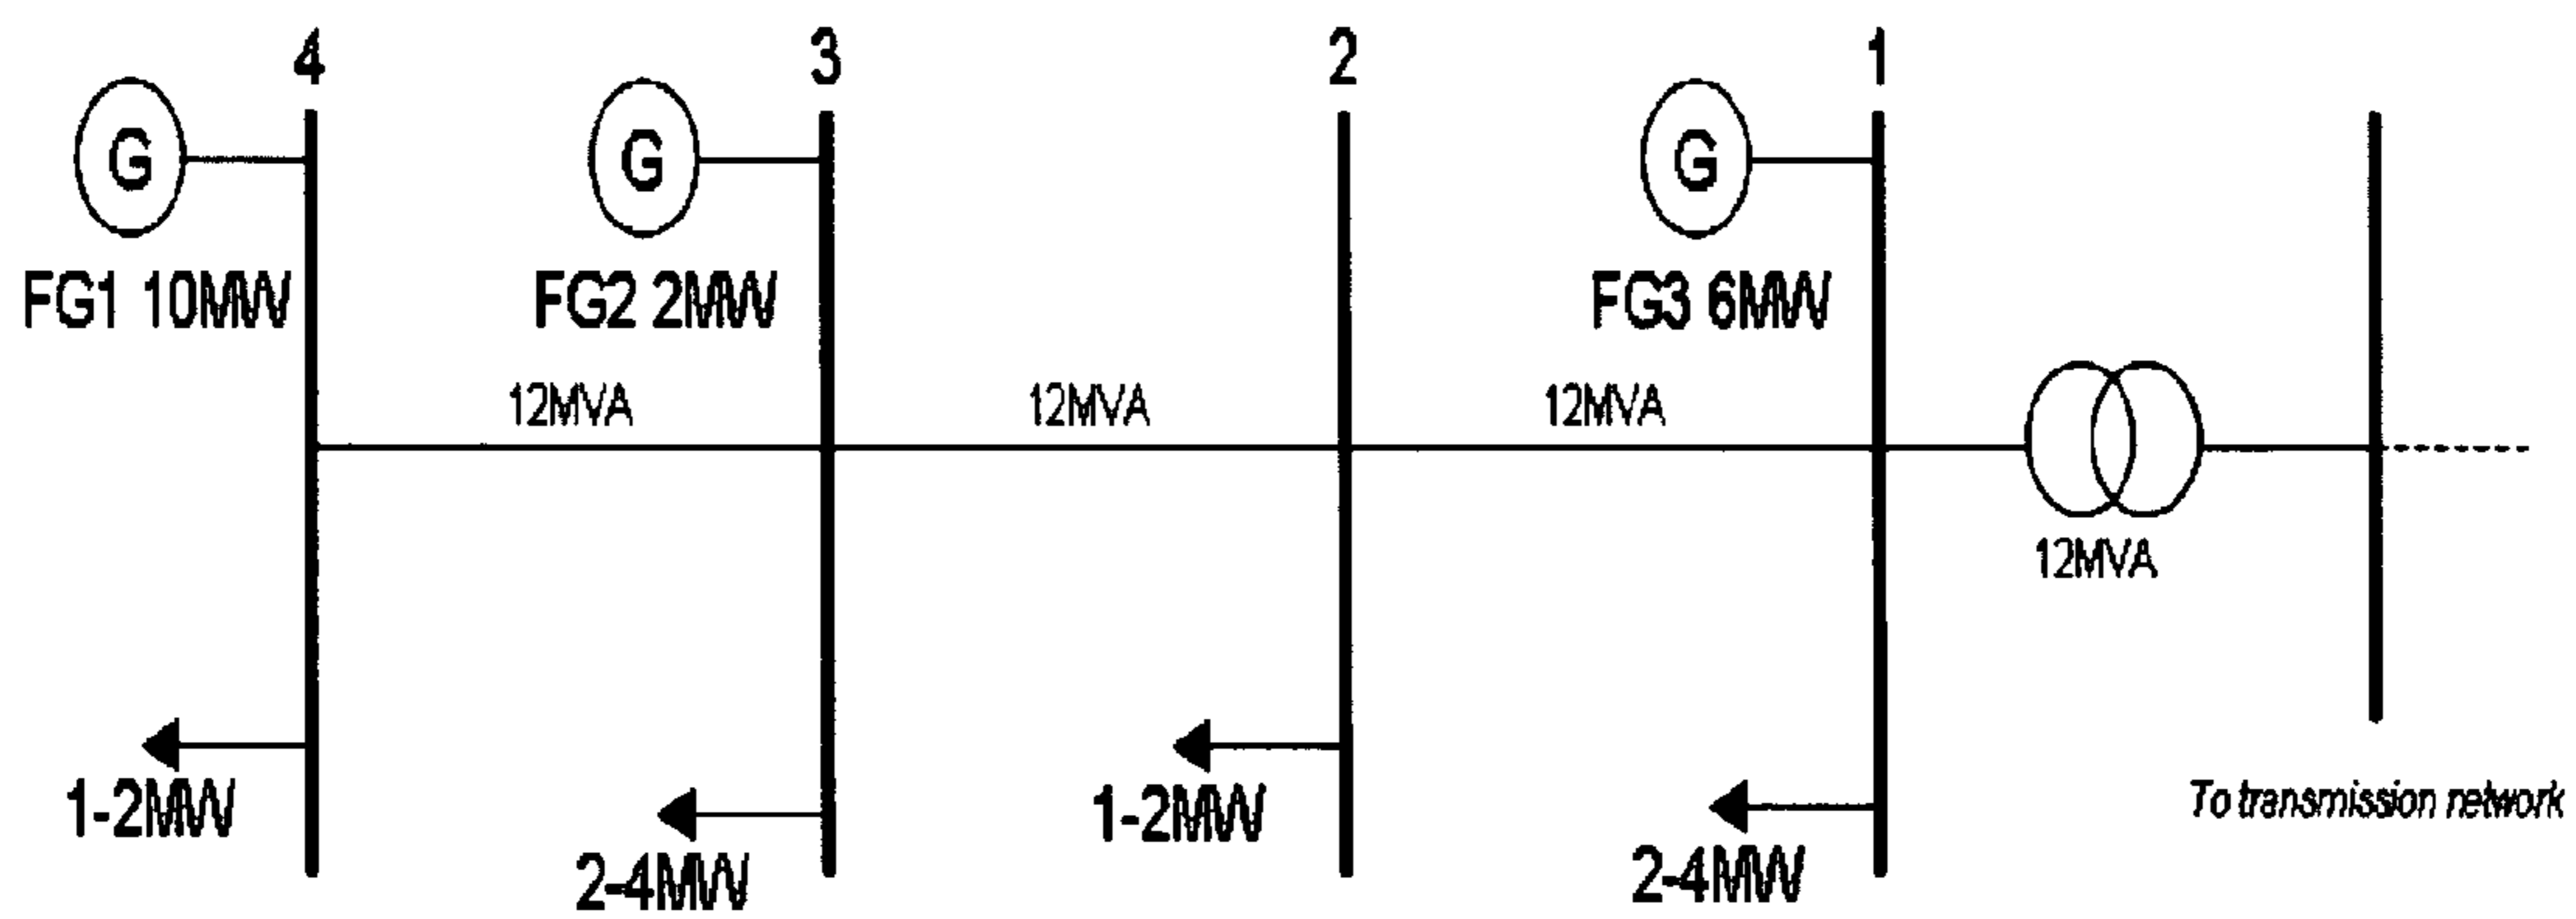 4
3
2
1
G
G
G
FG1 10MW
FG2 2MW
FG3 6MW
12MVA
12MVA
12MVA
12MVA
1-2MW
2-4MW
1-2MW
2-4MW
To transmission network